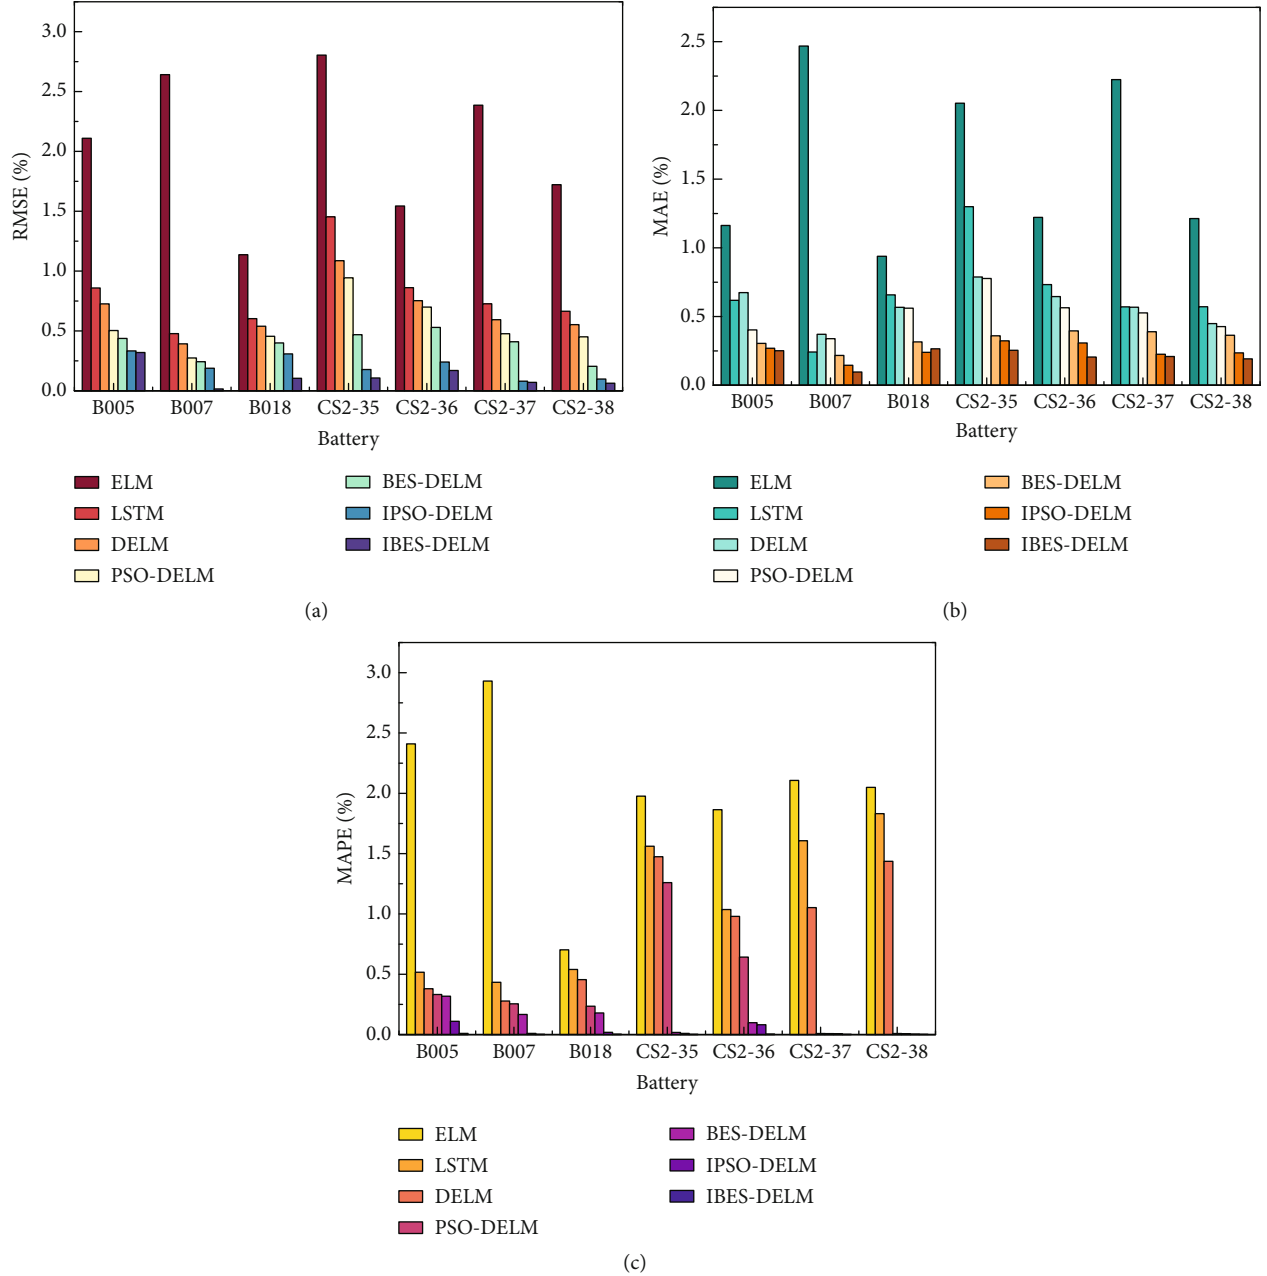 3.0
2.5
2.0
1.5
1.0
0.5
0.0
RMSE (%)
B005 B007 B018 CS2-35 CS2-36 CS2-37 CS2-38
Battery
ELM
LSTM
DELM
PSO-DELM
BES-DELM
IPSO-DELM
IBES-DELM
(a)
2.5
2.0
1.5
1.0
0.5
0.0
MAE (%)
B005 B007 B018 CS2-35 CS2-36 CS2-37 CS2-38
Battery
ELM
LSTM
DELM
PSO-DELM
BES-DELM
IPSO-DELM
IBES-DELM
(b)
3.0
2.5
2.0
1.5
1.0
0.5
0.0
MAPE (%)
B005 B007 B018 CS2-35 CS2-36 CS2-37 CS2-38
Battery
ELM
LSTM
DELM
PSO-DELM
BES-DELM
IPSO-DELM
IBES-DELM
(c)